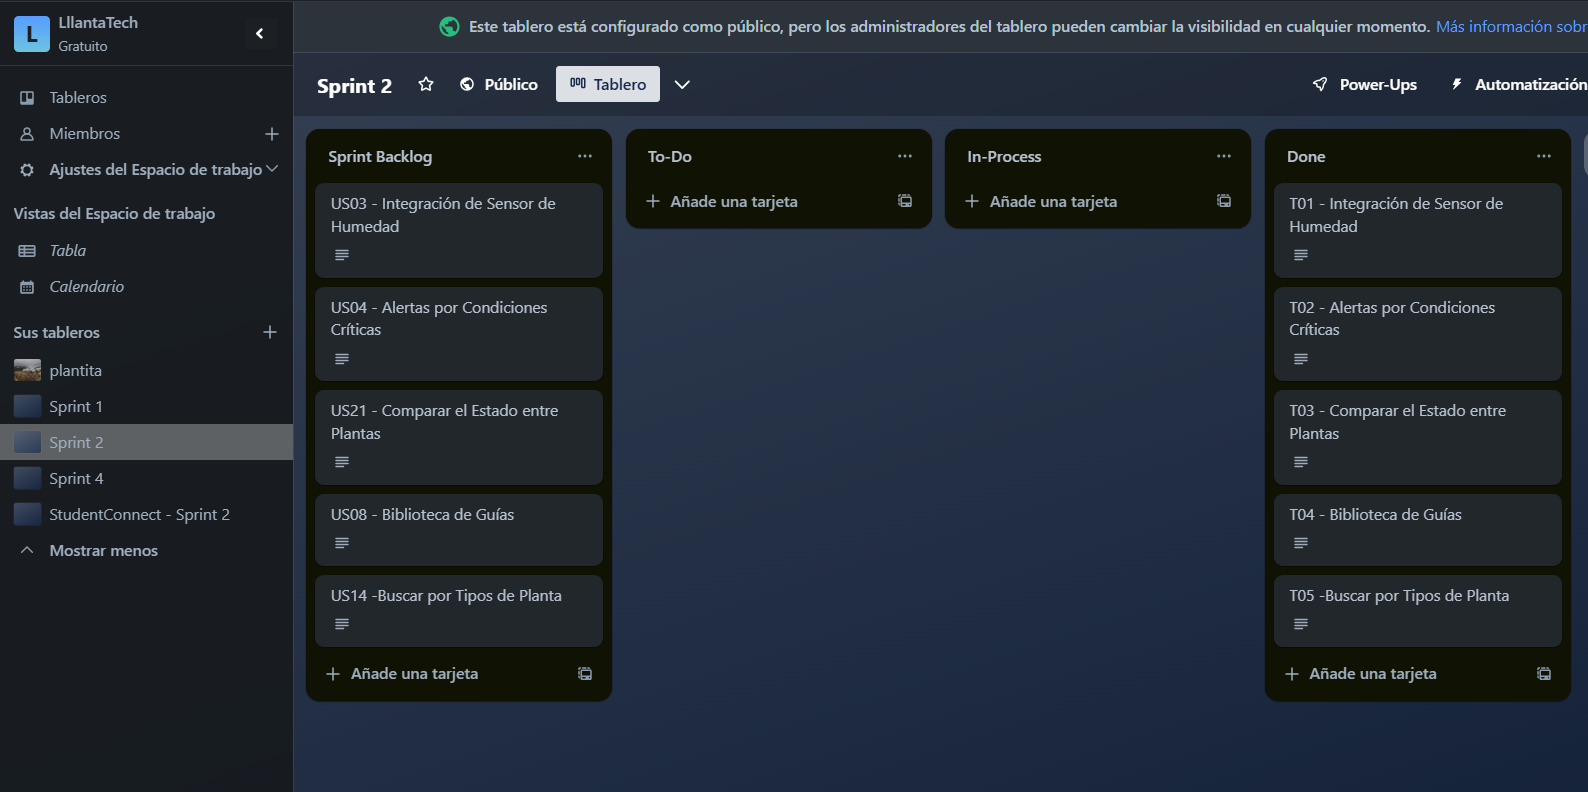 L
LllantaTech
Gratuito
Tableros
Miembros
Ajustes del Espacio de trabajo
Vistas del Espacio de trabajo
Tabla
Calendario
Sus tableros
plantita
Sprint 1
Sprint 2
Sprint 4
StudentConnect - Sprint 2
Mostrar menos
Este tablero está configurado como público, pero los administradores del tablero pueden cambiar la visibilidad en cualquier momento. Más información sobr
Sprint 2
Público
Tablero
Power-Ups
Automatización
Sprint Backlog
US03 - Integración de Sensor de
Humedad
US04 - Alertas por Condiciones
Críticas
US21 - Comparar el Estado entre
Plantas
US08 - Biblioteca de Guías
US14 -Buscar por Tipos de Planta
Añade una tarjeta
To-Do
Añade una tarjeta
In-Process
Añade una tarjeta
Done
T01 - Integración de Sensor de
Humedad
T02 - Alertas por Condiciones
Críticas
T03 - Comparar el Estado entre
Plantas
T04 - Biblioteca de Guías
T05 -Buscar por Tipos de Planta
Añade una tarjeta